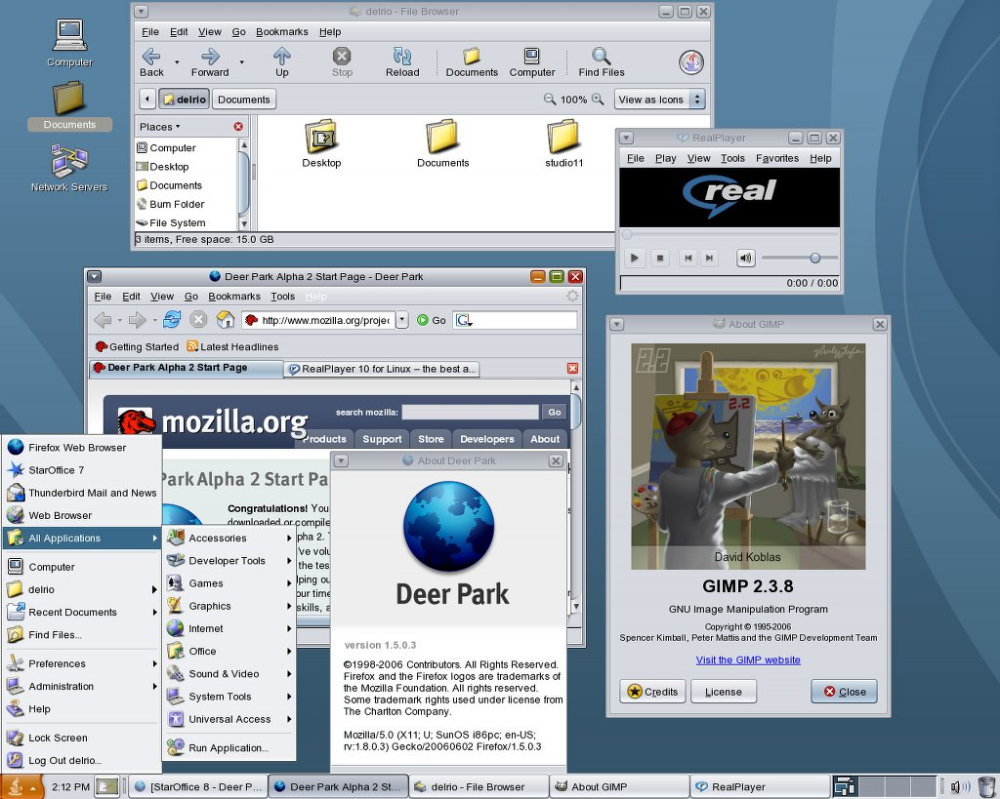 Computer
Documents
Network Servers
delrio - File Browser
File Edit View Go Bookmarks Help
Back Forward Up Stop Reload Documents Computer Find Files
delrio Documents 100% View as Icons
Places
Computer
Desktop
Documents
Burn Folder
File System
Desktop Documents studio11
3 items, Free space: 15.0 GB
RealPlayer
File Play View Tools Favorites Help
real
0:00 / 0:00
Deer Park Alpha 2 Start Page - Deer Park
File Edit View Go Bookmarks Tools Help
http://www.mozilla.org/projec Go G
Getting Started Latest Headlines
Deer Park Alpha 2 Start Page RealPlayer 10 for Linux – the best a...
mozilla.org
search mozilla: Go
Products Support Store Developers About
Park Alpha 2 Start Pa
Congratulations! You
downloaded or compile
pha 2. 
've volu
the tes
lping ou
our time
skills, a
About Deer Park
Deer Park
version 1.5.0.3
©1998-2006 Contributors. All Rights Reserved.
Firefox and the Firefox logos are trademarks of
the Mozilla Foundation. All rights reserved.
Some trademark rights used under license from
The Charlton Company.
Mozilla/5.0 (X11; U; SunOS i86pc; en-US;
rv:1.8.0.3) Gecko/20060602 Firefox/1.5.0.3
About GIMP
2.2
2.2
David Koblas
GIMP 2.3.8
GNU Image Manipulation Program
Copyright © 1995-2006
Spencer Kimball, Peter Mattis and the GIMP Development Team
Visit the GIMP website
Credits License Close
Firefox Web Browser
StarOffice 7
Thunderbird Mail and News
Web Browser
All Applications
Computer
delrio
Recent Documents
Find Files...
Preferences
Administration
Help
Lock Screen
Log Out delrio...
Accessories
Developer Tools
Games
Graphics
Internet
Office
Sound & Video
System Tools
Universal Access
Run Application...
2:12 PM [StarOffice 8 - Deer P... Deer Park Alpha 2 St... delrio - File Browser About GIMP RealPlayer